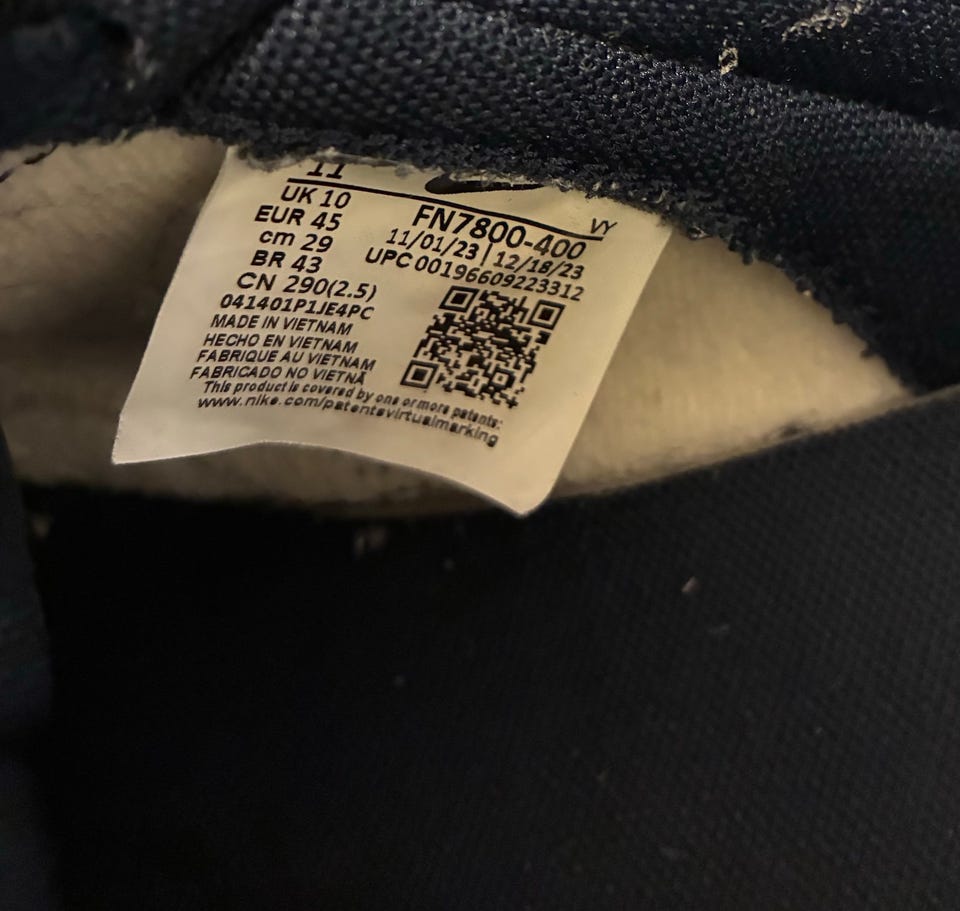 11
UK 10
EUR 45
cm 29
BR 43
CN 290(2.5)
041401P1JE4PC
MADE IN VIETNAM
HECHO EN VIETNAM
FABRIQUE AU VIETNAM
FABRICADO NO VIETNÃ
This product is covered by one or more patents:
www.nike.com/patentsvirtualmarking
VY
FN7800-400
11/01/23 | 12/18/23
UPC 00196609223312